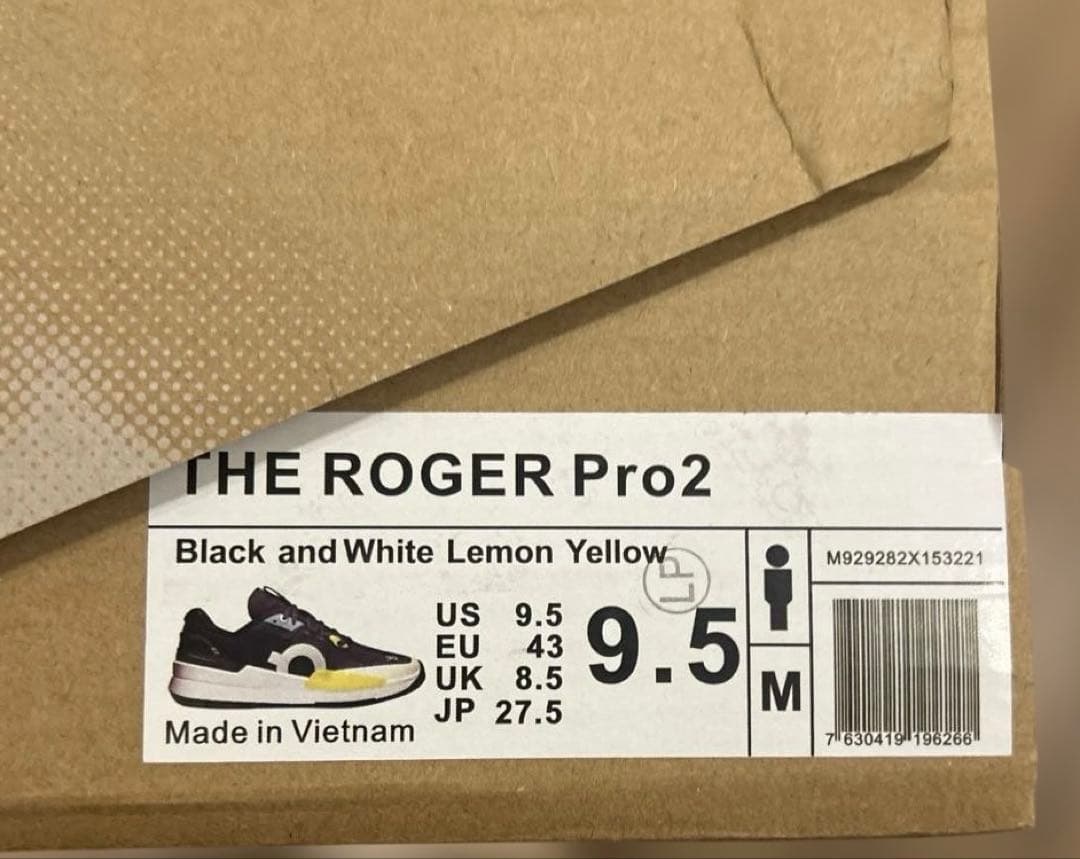 THE ROGER Pro2
Black and White Lemon Yellow
LP
US 9.5
EU 43
UK 8.5
JP 27.5
9.5
Made in Vietnam
M
M929282X153221
7 630419 196266